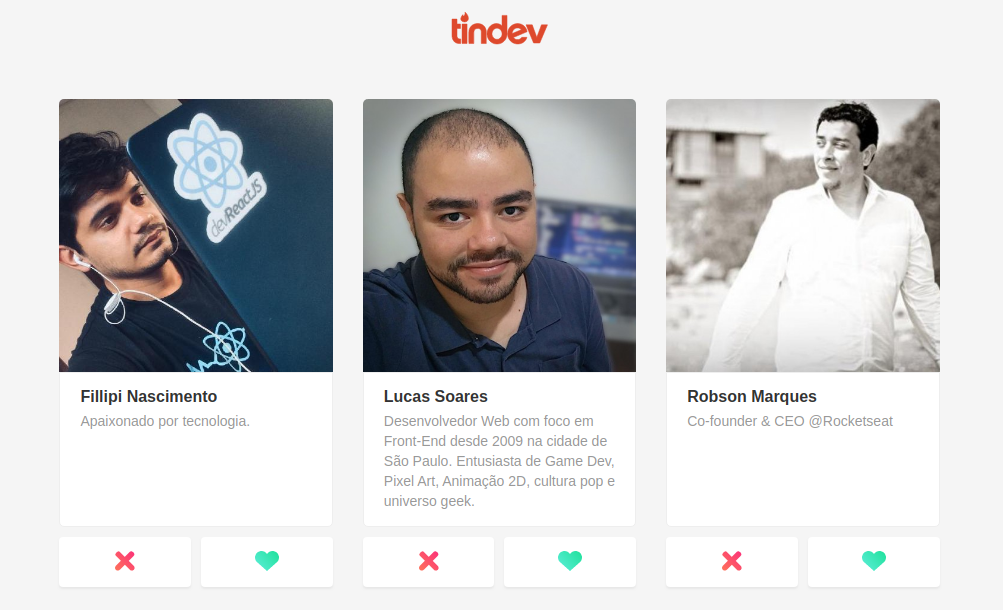 tindev
devReactJS
Fillipi Nascimento
Apaixonado por tecnologia.
Lucas Soares
Desenvolvedor Web com foco em
Front-End desde 2009 na cidade de
São Paulo. Entusiasta de Game Dev,
Pixel Art, Animação 2D, cultura pop e
universo geek.
Robson Marques
Co-founder & CEO @Rocketseat